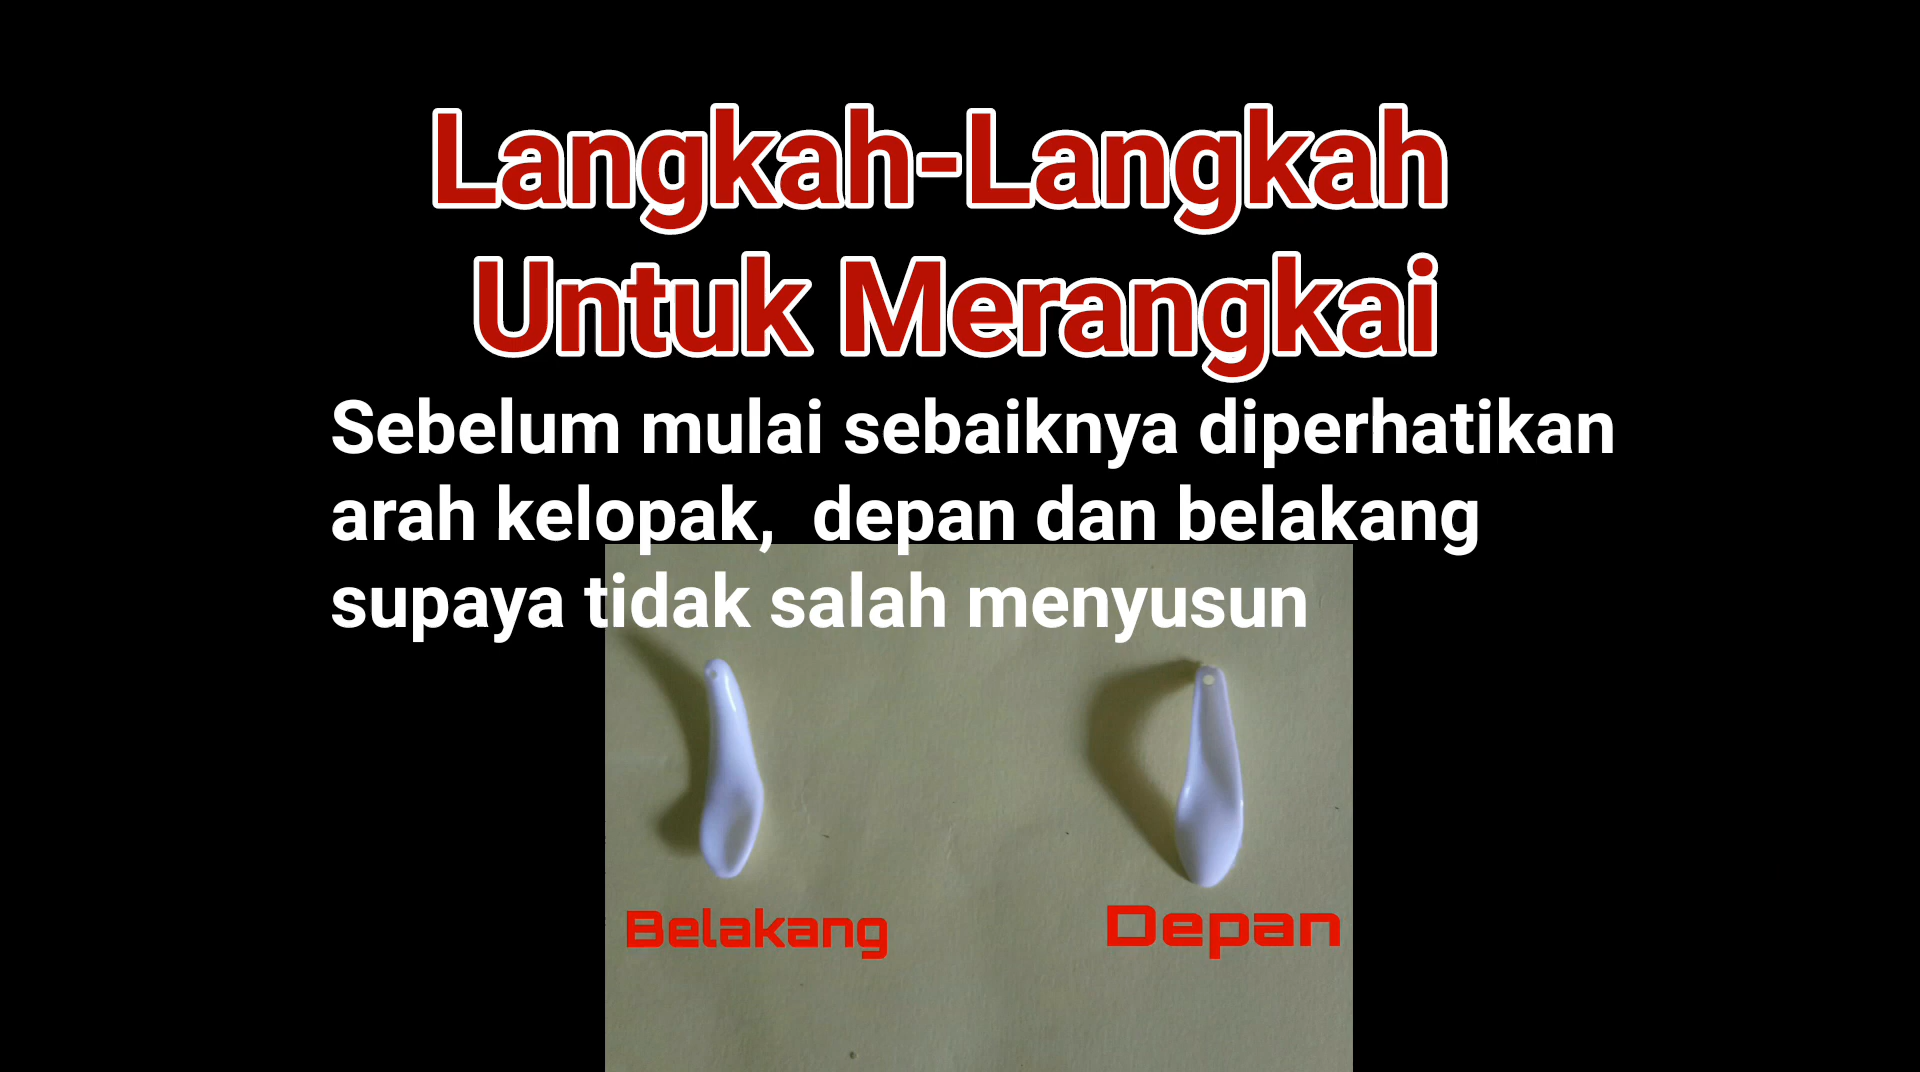 Langkah-Langkah
Untuk Merangkai
Sebelum mulai sebaiknya diperhatikan
arah kelopak,  depan dan belakang
supaya tidak salah menyusun
Belakang
Depan